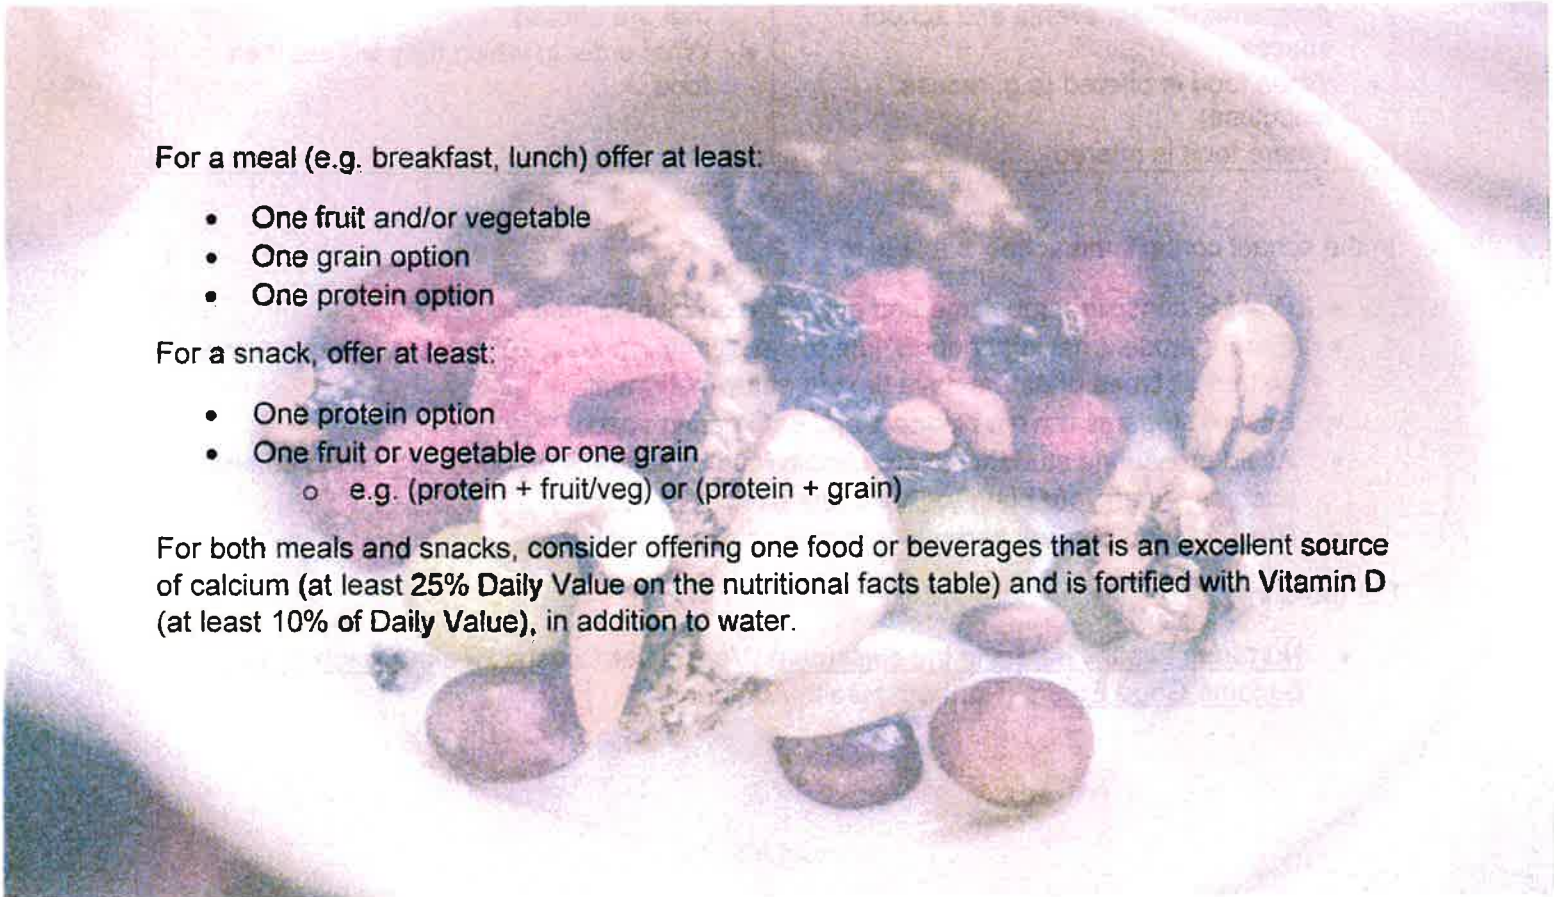 For a meal (e.g. breakfast, lunch) offer at least:
• One fruit and/or vegetable
• One grain option
• One protein option
For a snack, offer at least:
• One protein option
• One fruit or vegetable or one grain
o e.g. (protein + fruit/veg) or (protein + grain)
For both meals and snacks, consider offering one food or beverages that is an excellent source
of calcium (at least 25% Daily Value on the nutritional facts table) and is fortified with Vitamin D
(at least 10% of Daily Value), in addition to water.